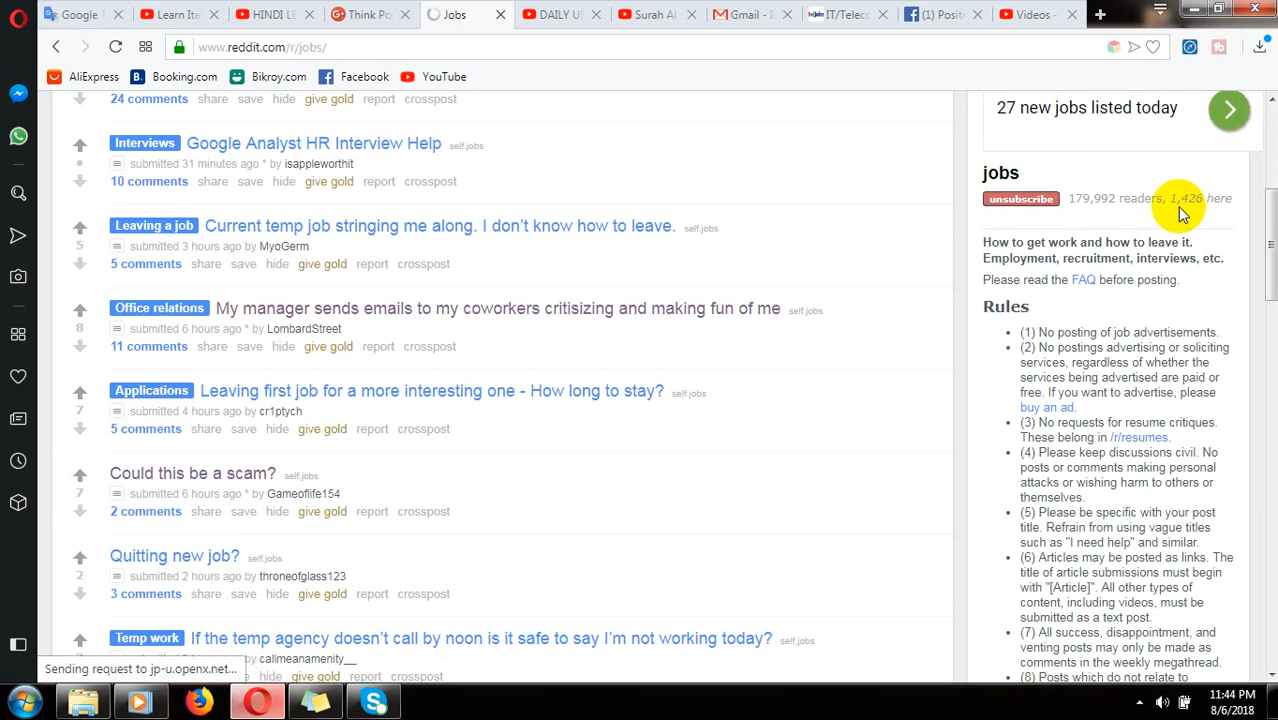 Google T
Learn Ita
HINDI LE
Think Po
Jobs
DAILY US
Surah Al
Gmail - I
bdjobs IT/Telecc
(1) Post
Videos -
www.reddit.com/r/jobs/
AliExpress
Booking.com
Bikroy.com
Facebook
YouTube
24 comments share save hide give gold report crosspost
Interviews Google Analyst HR Interview Help self.jobs
submitted 31 minutes ago * by isappleworthit
10 comments share save hide give gold report crosspost
Leaving a job Current temp job stringing me along. I don't know how to leave. self.jobs
5 submitted 3 hours ago by MyoGerm
5 comments share save hide give gold report crosspost
Office relations My manager sends emails to my coworkers critisizing and making fun of me self.jobs
8 submitted 6 hours ago * by LombardStreet
11 comments share save hide give gold report crosspost
Applications Leaving first job for a more interesting one - How long to stay? self.jobs
7 submitted 4 hours ago by cr1ptych
5 comments share save hide give gold report crosspost
Could this be a scam? self.jobs
7 submitted 6 hours ago * by Gameoflife154
2 comments share save hide give gold report crosspost
Quitting new job? self.jobs
2 submitted 2 hours ago by throneofglass123
3 comments share save hide give gold report crosspost
Temp work If the temp agency doesn't call by noon is it safe to say I'm not working today? self.jobs
callmeanamenity__
give gold report crosspost
Sending request to jp-u.openx.net...
27 new jobs listed today
jobs
unsubscribe 179,992 readers, 1,426 here
How to get work and how to leave it.
Employment, recruitment, interviews, etc.
Please read the FAQ before posting.
Rules
(1) No posting of job advertisements.
(2) No postings advertising or soliciting
services, regardless of whether the
services being advertised are paid or
free. If you want to advertise, please
buy an ad.
(3) No requests for resume critiques.
These belong in /r/resumes.
(4) Please keep discussions civil. No
posts or comments making personal
attacks or wishing harm to others or
themselves.
(5) Please be specific with your post
title. Refrain from using vague titles
such as "I need help" and similar.
(6) Articles may be posted as links. The
title of article submissions must begin
with "[Article]". All other types of
content, including videos, must be
submitted as a text post.
(7) All success, disappointment, and
venting posts may only be made as
comments in the weekly megathread.
(8) Posts which do not relate to
11:44 PM
8/6/2018